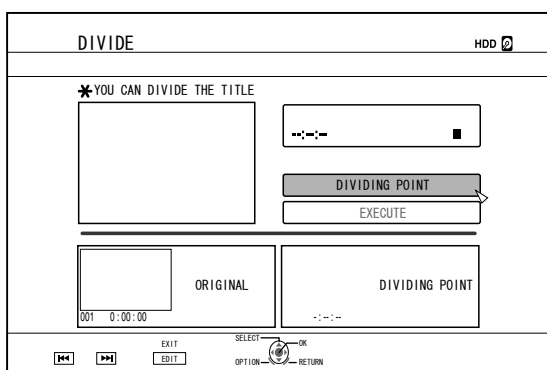 DIVIDE
HDD
✱YOU CAN DIVIDE THE TITLE
--:--:--
DIVIDING POINT
EXECUTE
ORIGINAL
001 0:00:00
DIVIDING POINT
-:--:--
EXIT
EDIT
SELECT
OK
OPTION
RETURN